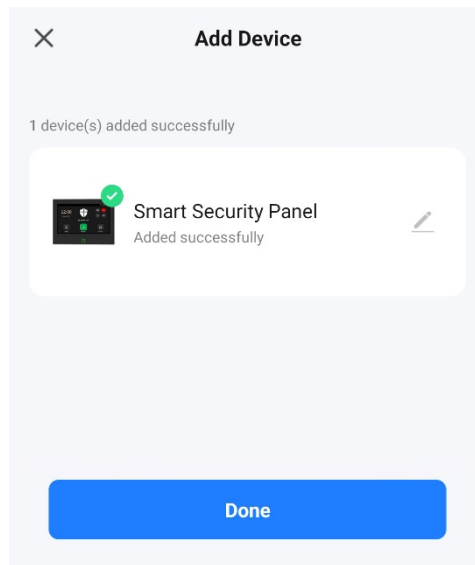 Add Device
1 device(s) added successfully
Smart Security Panel
Added successfully
Done